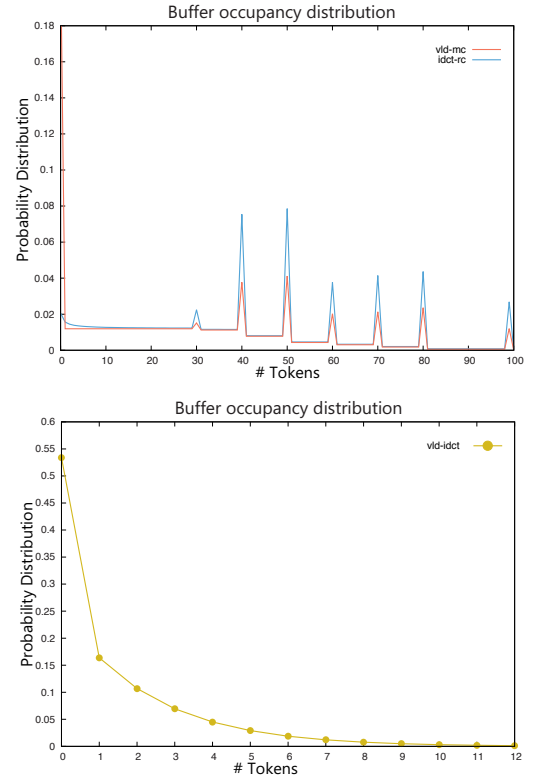 Buffer occupancy distribution
0.18
0.16
0.14
0.12
0.1
0.08
0.06
0.04
0.02
0
Probability Distribution
vld-mc
idct-rc
0 10 20 30 40 50 60 70 80 90 100
# Tokens
Buffer occupancy distribution
0.6
0.55
0.5
0.45
0.4
0.35
0.3
0.25
0.2
0.15
0.1
0.05
0
Probability Distribution
vld-idct
0 1 2 3 4 5 6 7 8 9 10 11 12
# Tokens